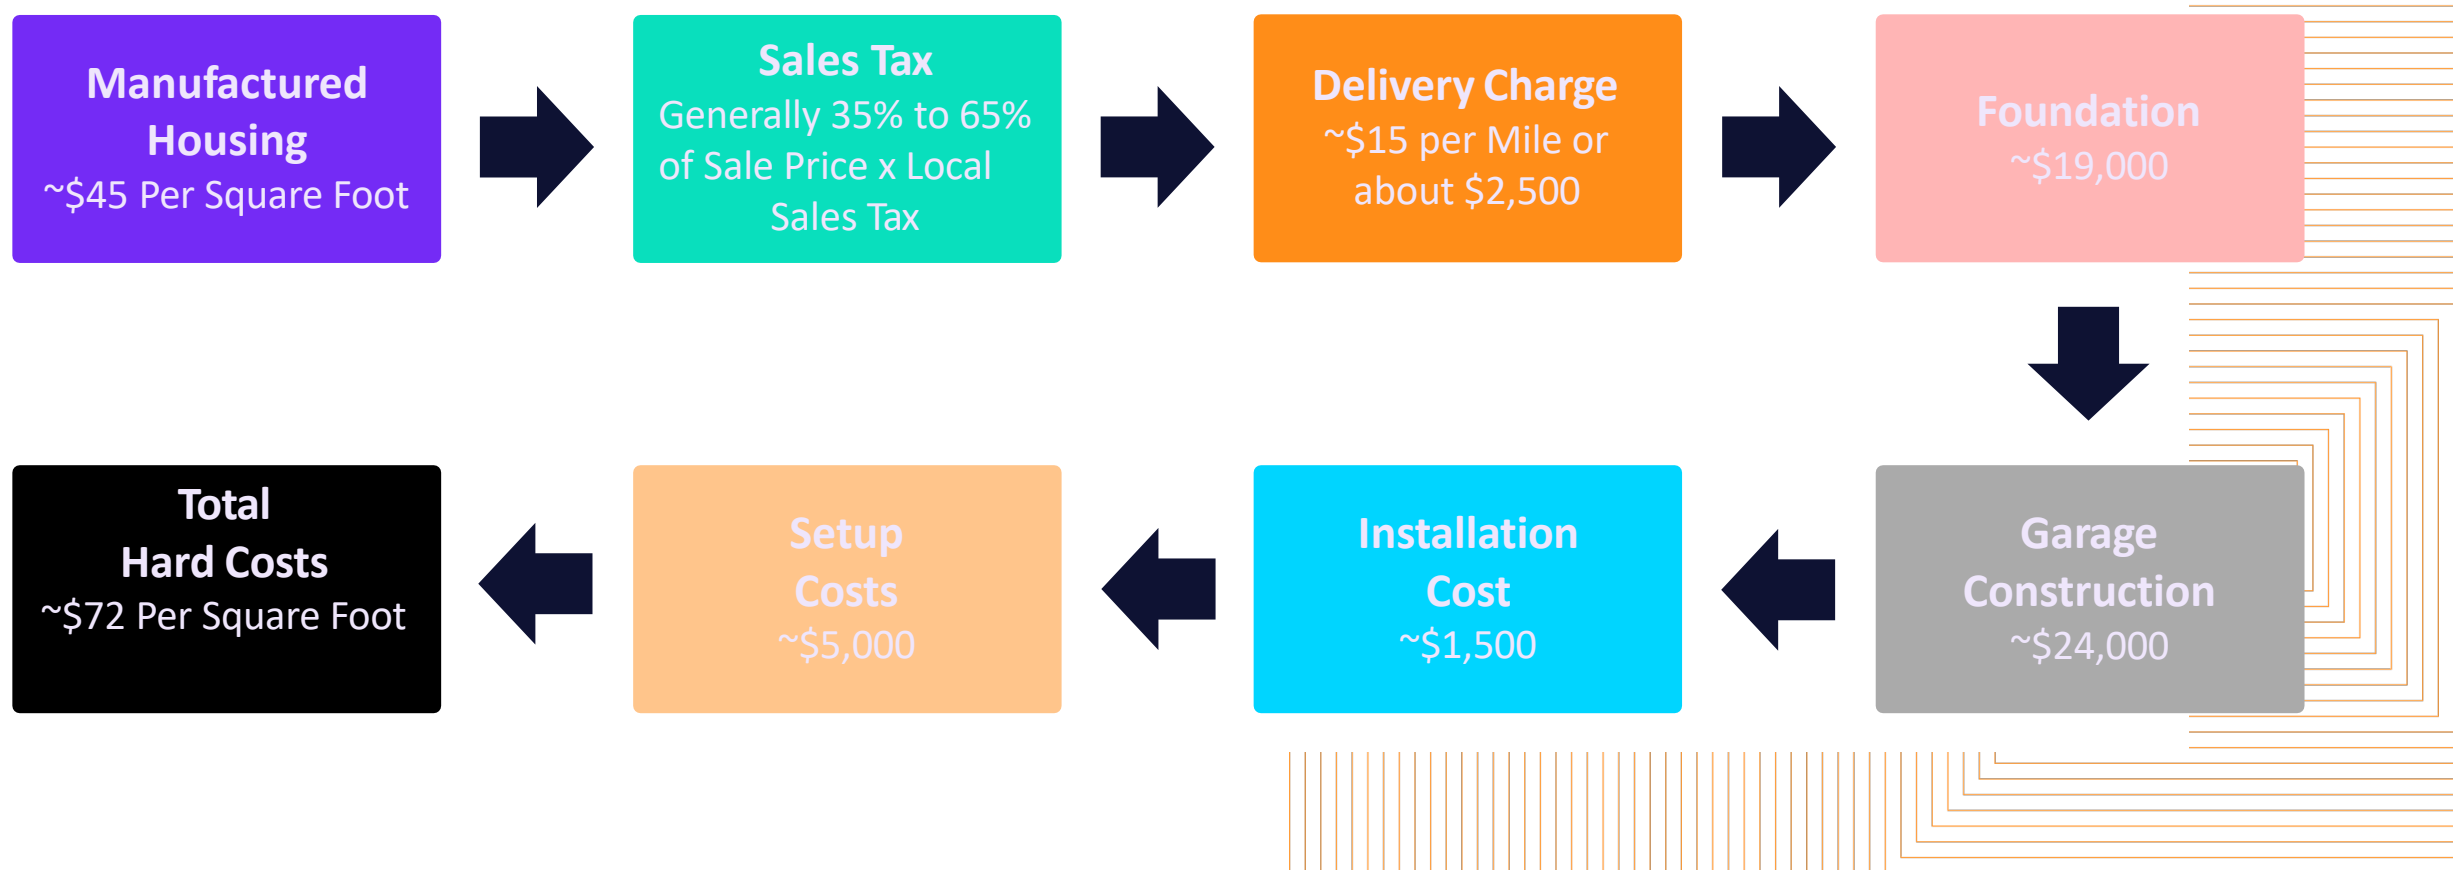 Manufactured
Housing
~$45 Per Square Foot
Sales Tax
Generally 35% to 65%
of Sale Price x Local
Sales Tax
Delivery Charge
~$15 per Mile or
about $2,500
Foundation
~$19,000
Garage
Construction
~$24,000
Installation
Cost
~$1,500
Setup
Costs
~$5,000
Total
Hard Costs
~$72 Per Square Foot